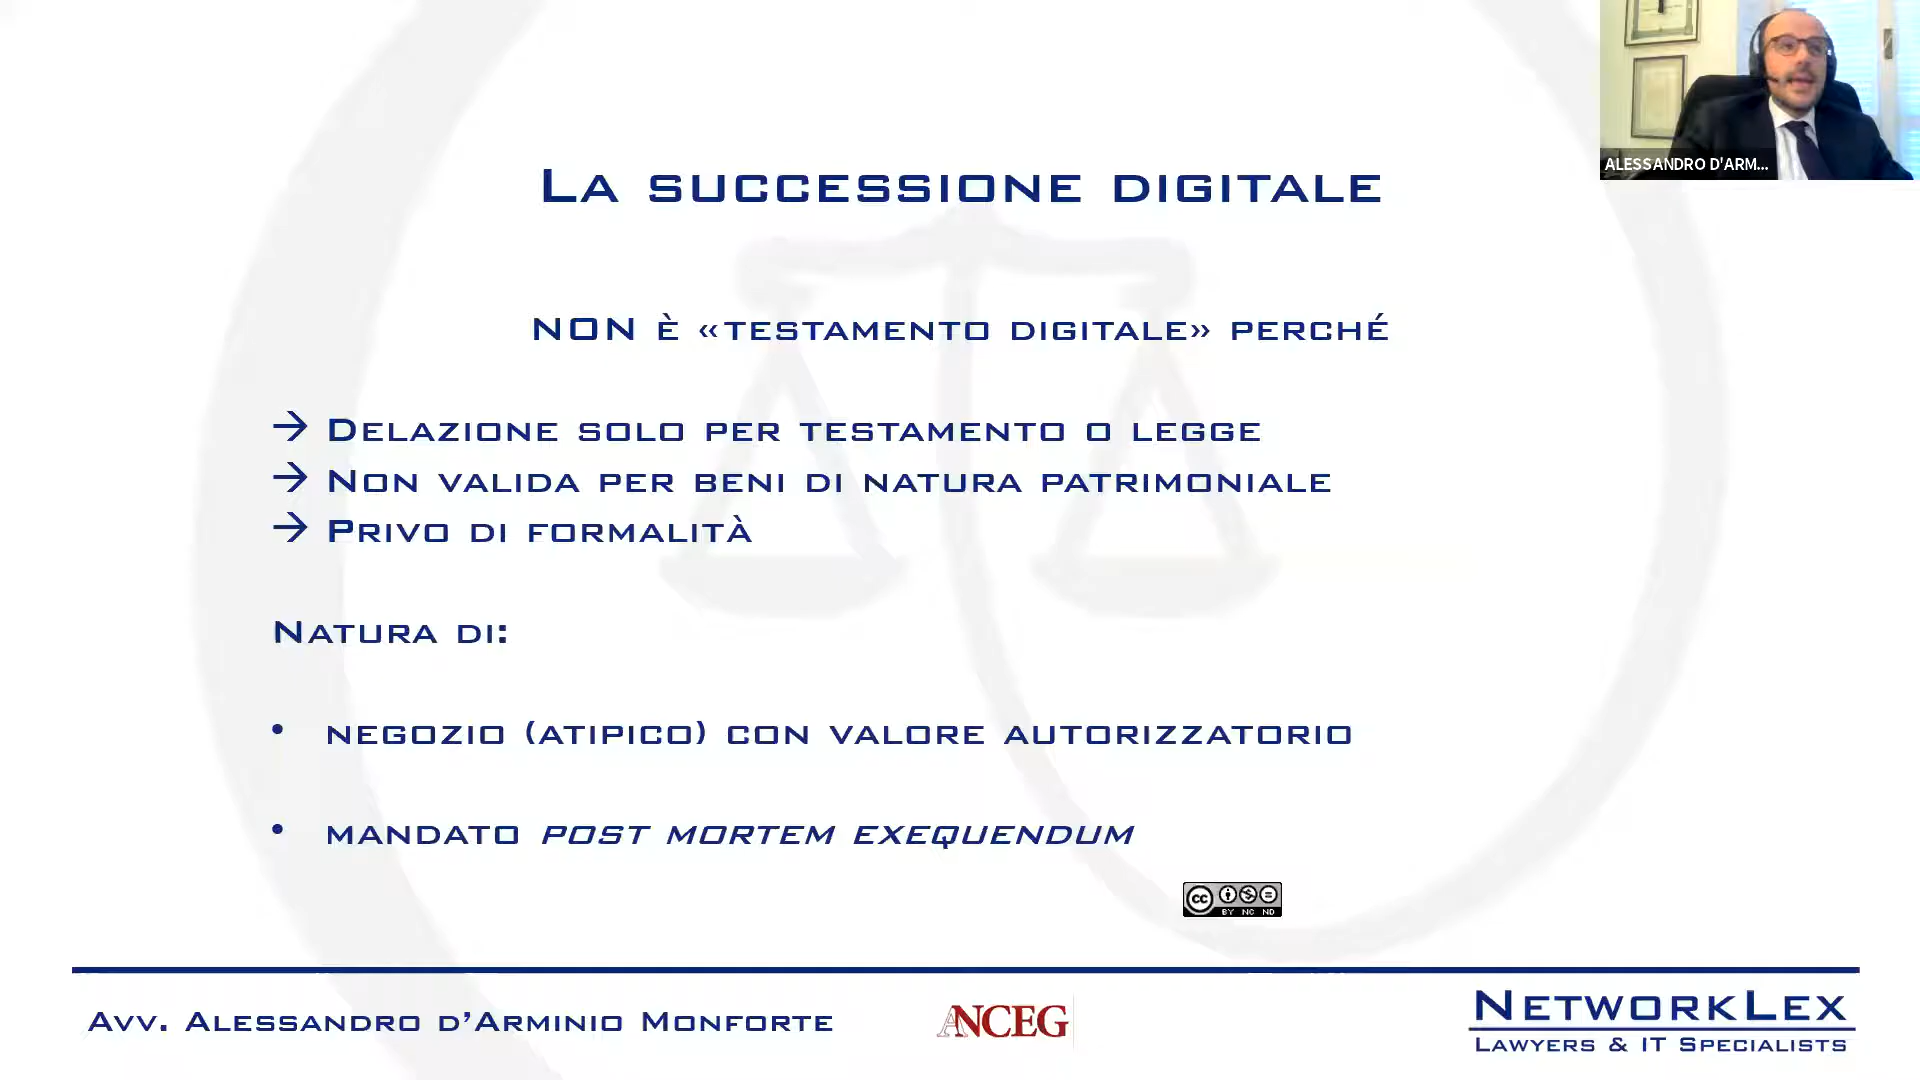 ALESSANDRO D'ARM...
La successione digitale
NON è «testamento digitale» perché
→ Delazione solo per testamento o legge
→ Non valida per beni di natura patrimoniale
→ Privo di formalità
Natura di:
• negozio (atipico) con valore autorizzatorio
• mandato post mortem exequendum
cc BY NC ND
Avv. Alessandro d’Arminio Monforte
ANCEG
NetworkLex
Lawyers & IT Specialists